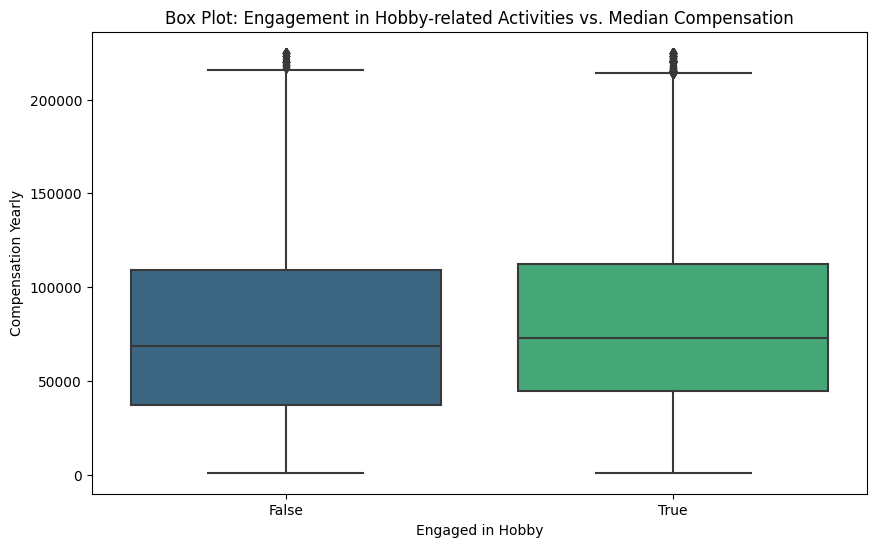 Box Plot: Engagement in Hobby-related Activities vs. Median Compensation
200000
150000
100000
50000
0
Compensation Yearly
False
True
Engaged in Hobby